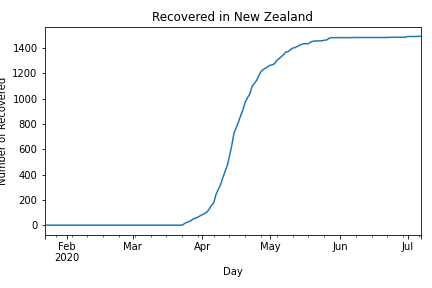 Recovered in New Zealand
Number of Recovered
1400
1200
1000
800
600
400
200
0
Feb
2020
Mar
Apr
May
Jun
Jul
Day